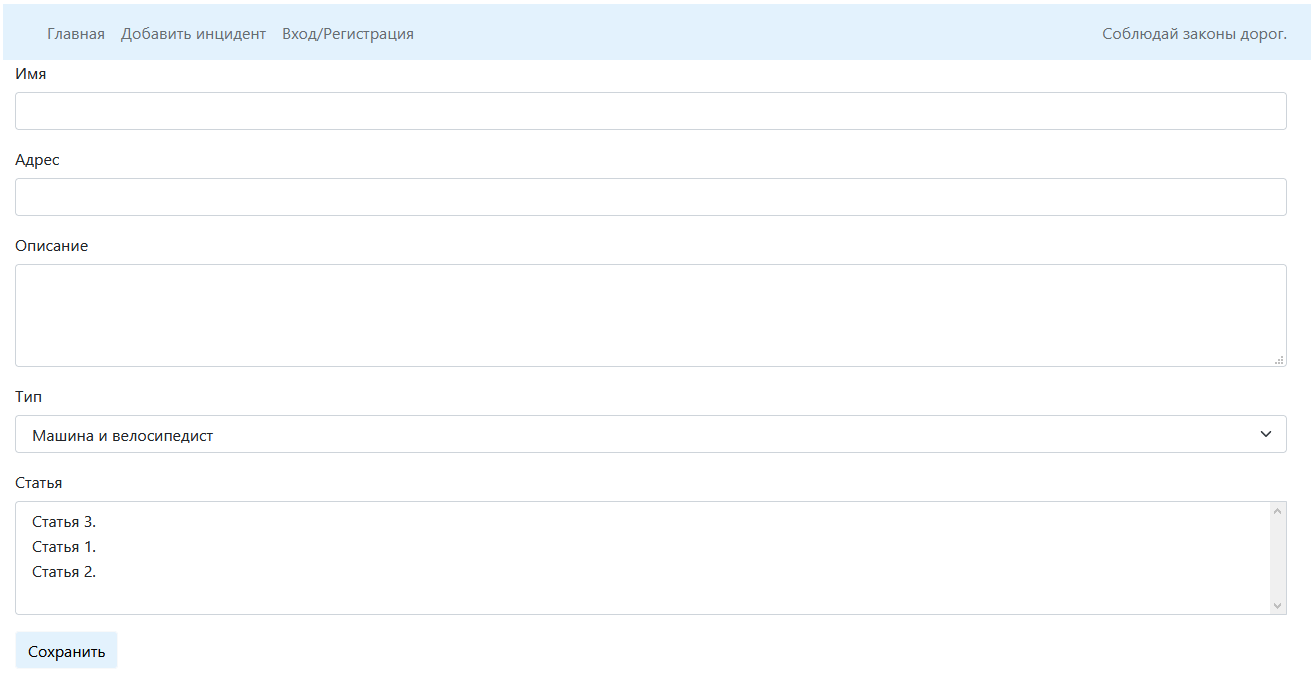 Главная Добавить инцидент Вход/Регистрация Соблюдай законы дорог.
Имя
Адрес
Описание
Тип
Машина и велосипедист
Статья
Статья 3.
Статья 1.
Статья 2.
Сохранить